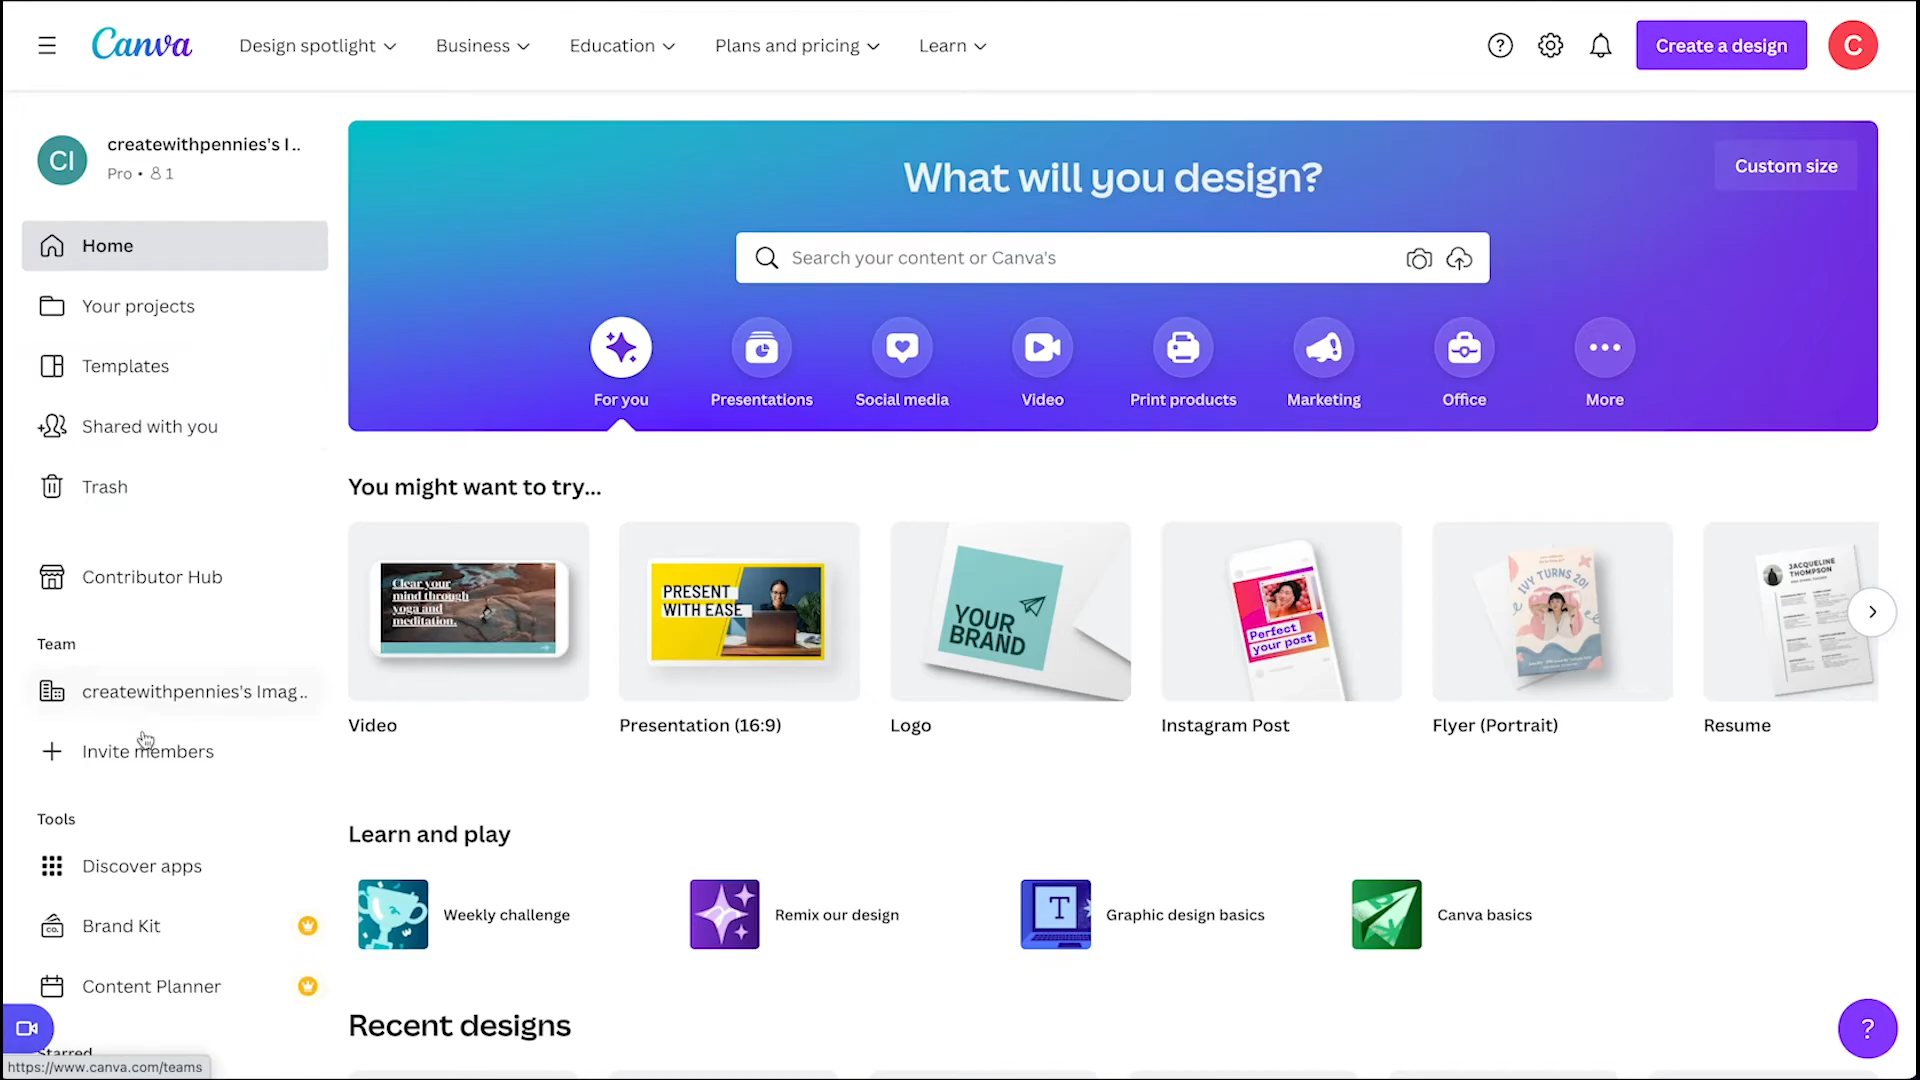 Canva
Design spotlight
Business
Education
Plans and pricing
Learn
?
Create a design
C
CI
createwithpennies's I..
Pro • 1
Home
Your projects
Templates
Shared with you
Trash
Contributor Hub
Team
createwithpennies's Imag..
Invite members
Tools
Discover apps
CO.
Brand Kit
Content Planner
Starred
https://www.canva.com/teams
What will you design?
Custom size
Search your content or Canva's
For you
Presentations
Social media
Video
Print products
Marketing
Office
More
You might want to try...
Clear your
mind through
yoga and
meditation.
Video
PRESENT
WITH EASE
Presentation (16:9)
YOUR
BRAND
Logo
Perfect
your post
Instagram Post
IVY TURNS 20!
Flyer (Portrait)
JACQUELINE
THOMPSON
Resume
Learn and play
Weekly challenge
Remix our design
T
Graphic design basics
Canva basics
Recent designs
?